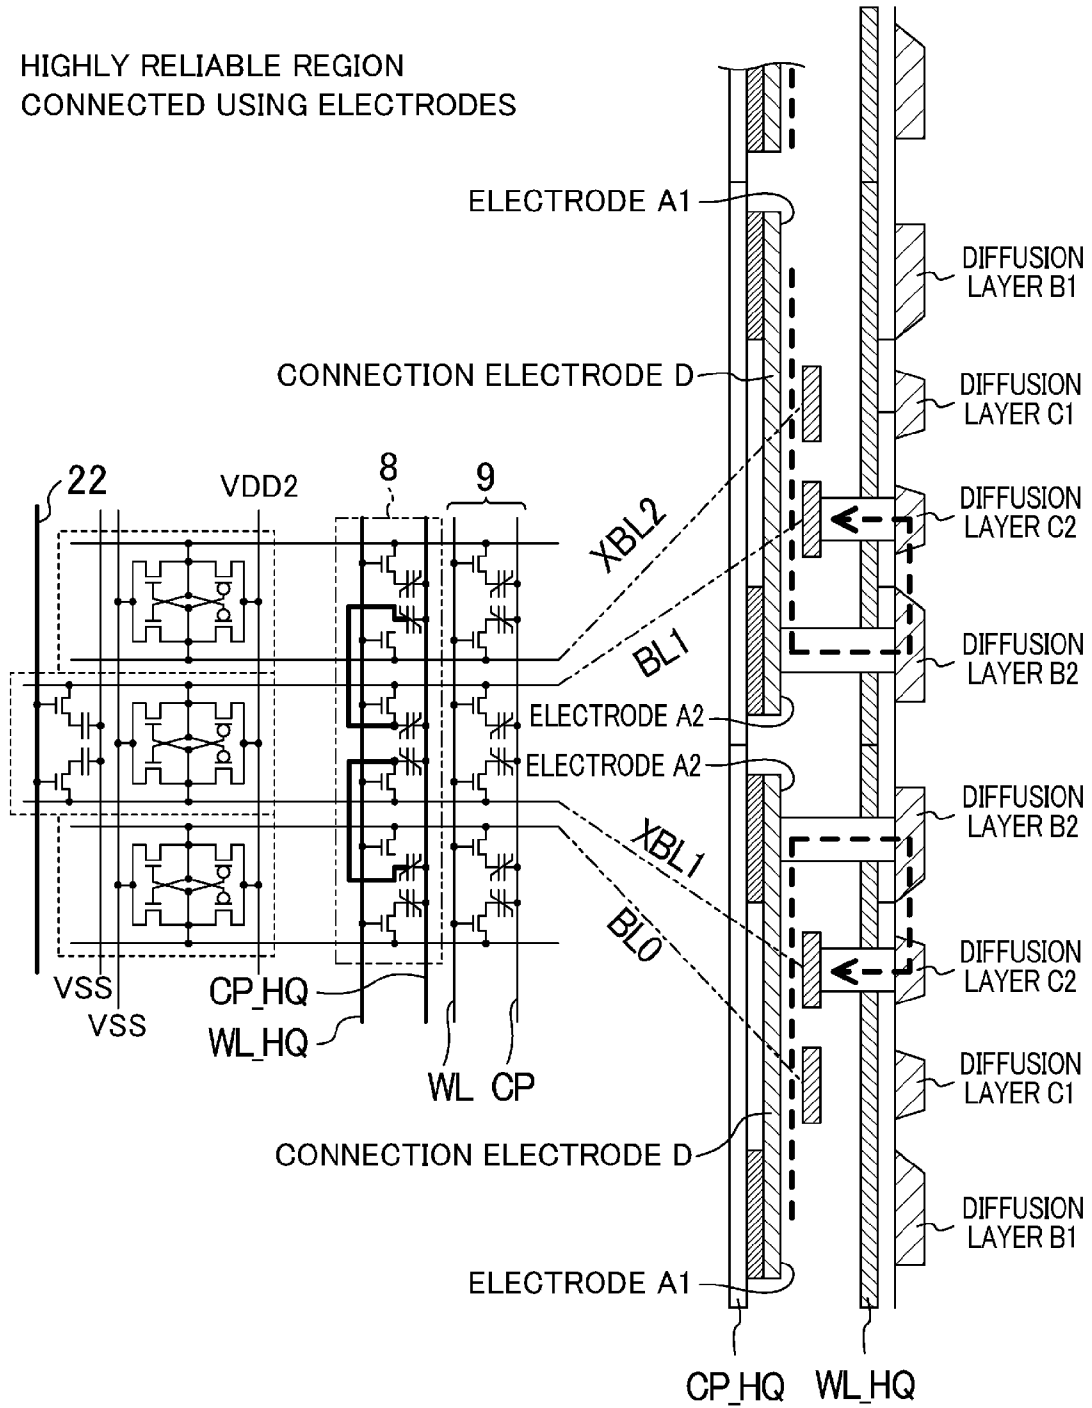 HIGHLY RELIABLE REGION
CONNECTED USING ELECTRODES
ELECTRODE A1
DIFFUSION
LAYER B1
CONNECTION ELECTRODE D
DIFFUSION
LAYER C1
22
VDD2
8
9
XBL2
DIFFUSION
LAYER C2
BL1
DIFFUSION
LAYER B2
ELECTRODE A2
ELECTRODE A2
DIFFUSION
LAYER B2
XBL1
BL0
DIFFUSION
LAYER C2
VSS
VSS
CP_HQ
WL_HQ
WL
CP
DIFFUSION
LAYER C1
CONNECTION ELECTRODE D
DIFFUSION
LAYER B1
ELECTRODE A1
CP_HQ
WL_HQ